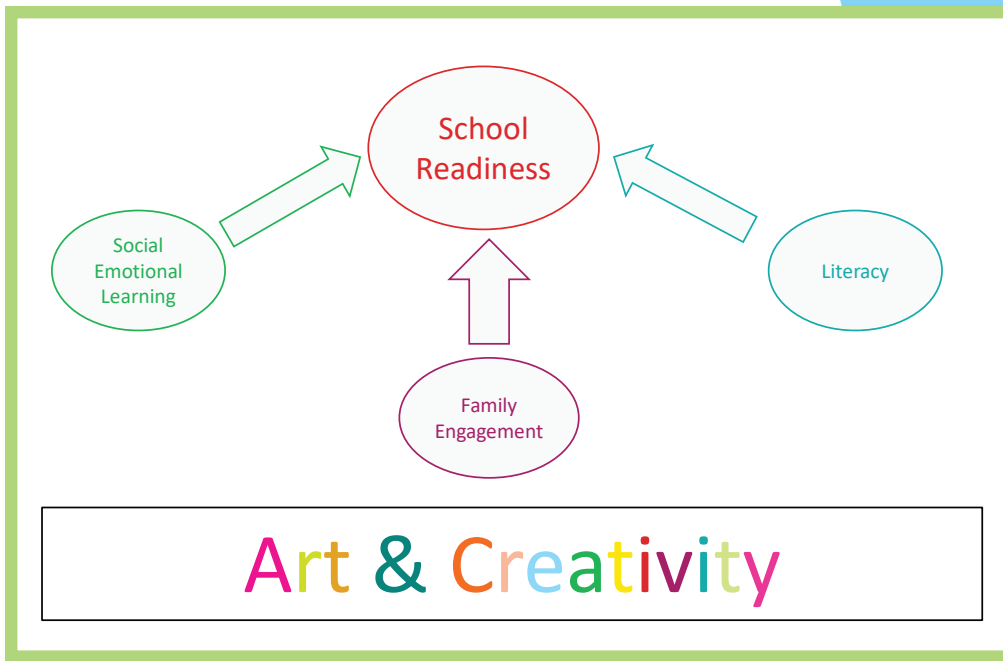 School
Readiness
Social
Emotional
Learning
Literacy
Family
Engagement
Art & Creativity